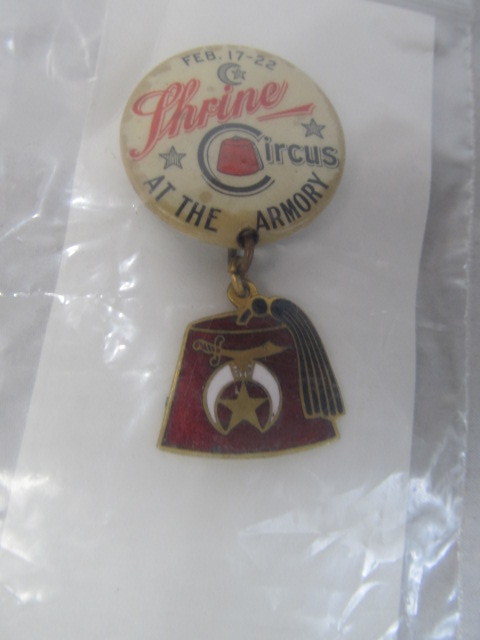 FEB. 17-22
Shrine
Circus
AT THE ARMORY